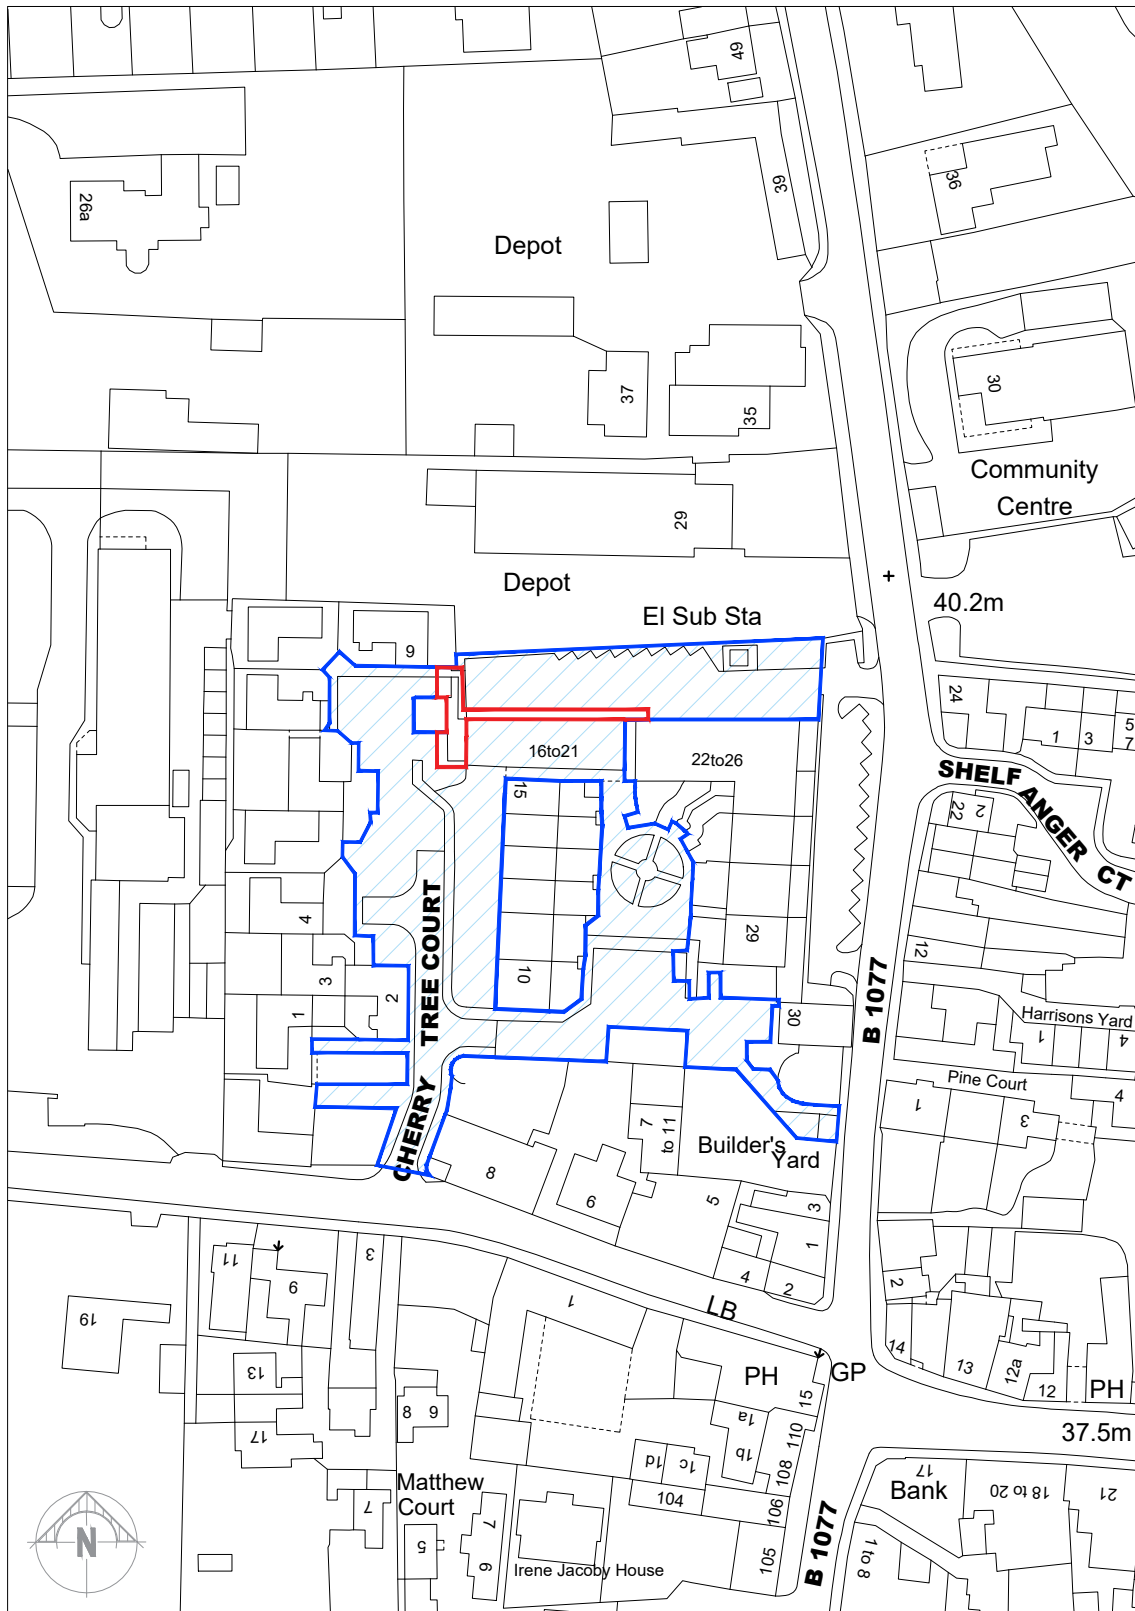 49
39
36
26a
Depot
37
35
30
Community
Centre
29
Depot
El Sub Sta
40.2m
9
24
1
3
5
7
16to21
22to26
15
SHELF ANGER CT
22
2
4
3
2
1
10
29
12
CHERRY TREE COURT
B 1077
30
Harrisons Yard
1
4
Pine Court
1
3
4
7
to 11
Builder's
Yard
8
9
5
3
1
4
2
2
11
9
3
19
13
17
LB
1
PH
GP
15
14
13
12a
12
PH
37.5m
8
9
1a
1b
110
108
1d
1c
104
106
105
Matthew
Court
7
5
7
6
Irene Jacoby House
B 1077
17
Bank
18 to 20
21
1 to 8
N